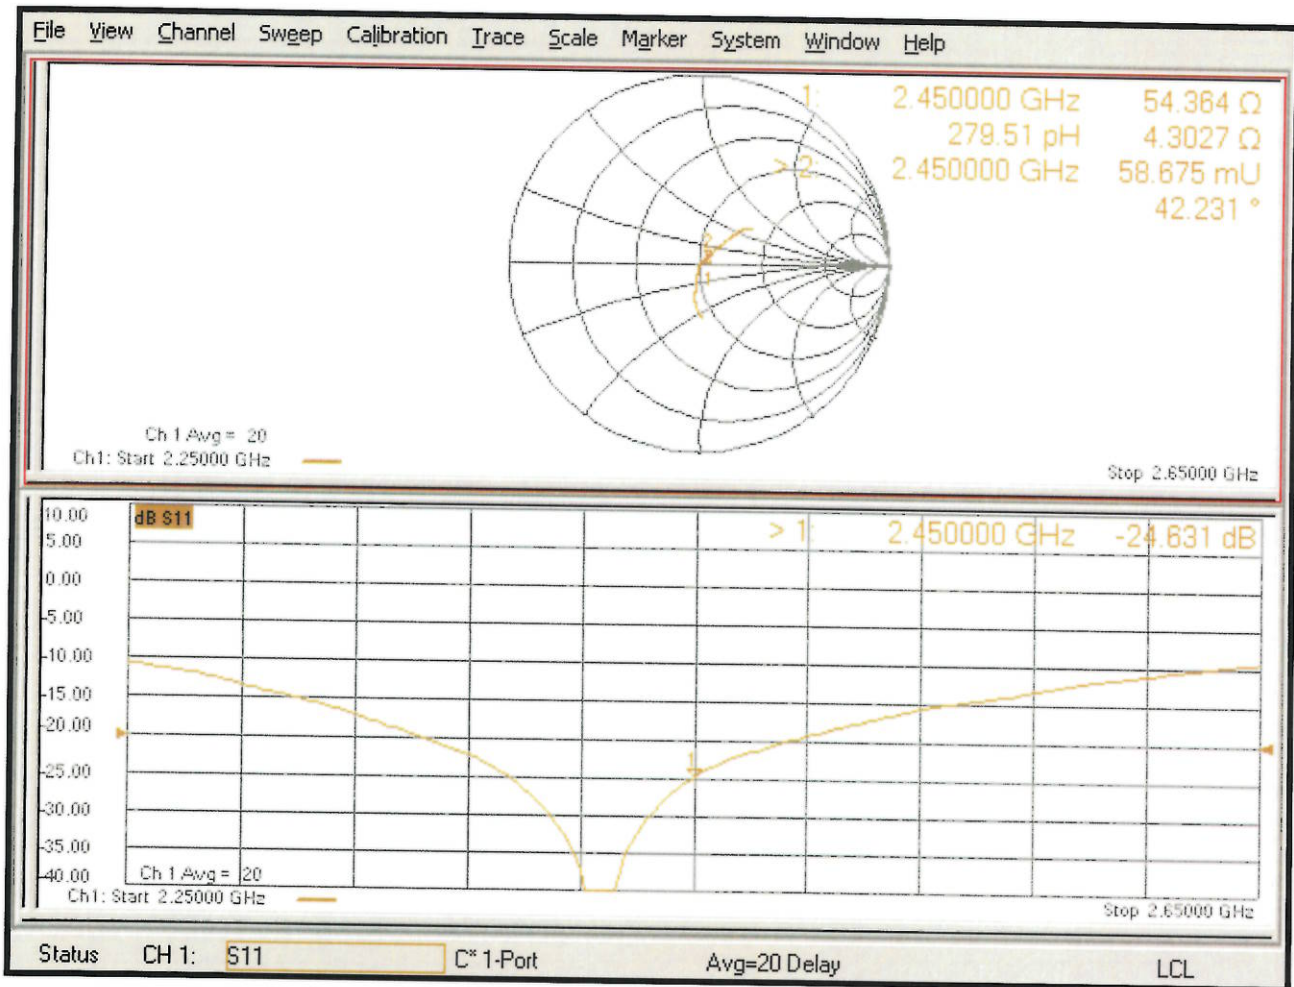 File View Channel Sweep Calibration Trace Scale Marker System Window Help
1: 2.450000 GHz 54.364 Ω
279.51 pH 4.3027 Ω
> 2: 2.450000 GHz 58.675 mU
42.231 °
2
1
Ch 1 Avg = 20
Ch1: Start 2.25000 GHz
Stop 2.65000 GHz
10.00
dB S11
> 1: 2.450000 GHz -24.631 dB
5.00
0.00
-5.00
-10.00
-15.00
-20.00
1
-25.00
-30.00
-35.00
-40.00
Ch 1 Avg = 20
Ch1: Start 2.25000 GHz
Stop 2.65000 GHz
Status CH 1: S11 C* 1-Port Avg=20 Delay LCL